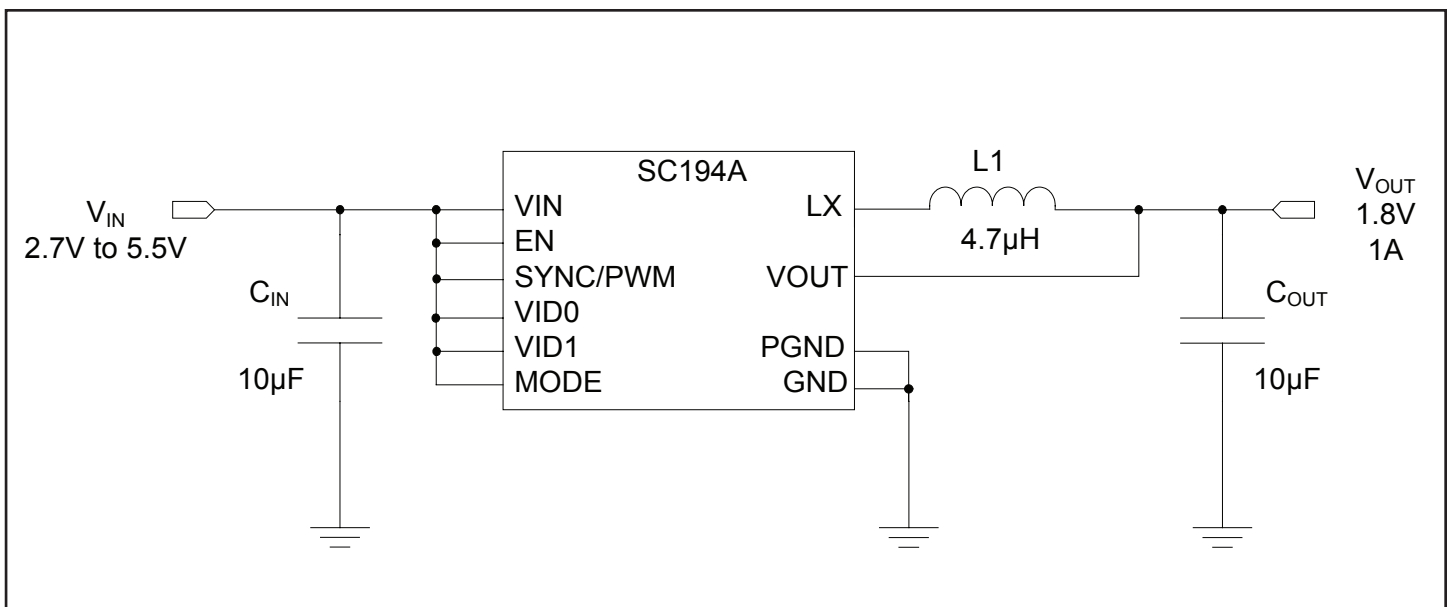 SC194A
V_IN
2.7V to 5.5V
C_IN
10µF
VIN
EN
SYNC/PWM
VID0
VID1
MODE
LX
VOUT
PGND
GND
L1
4.7µH
V_OUT
1.8V
1A
C_OUT
10µF